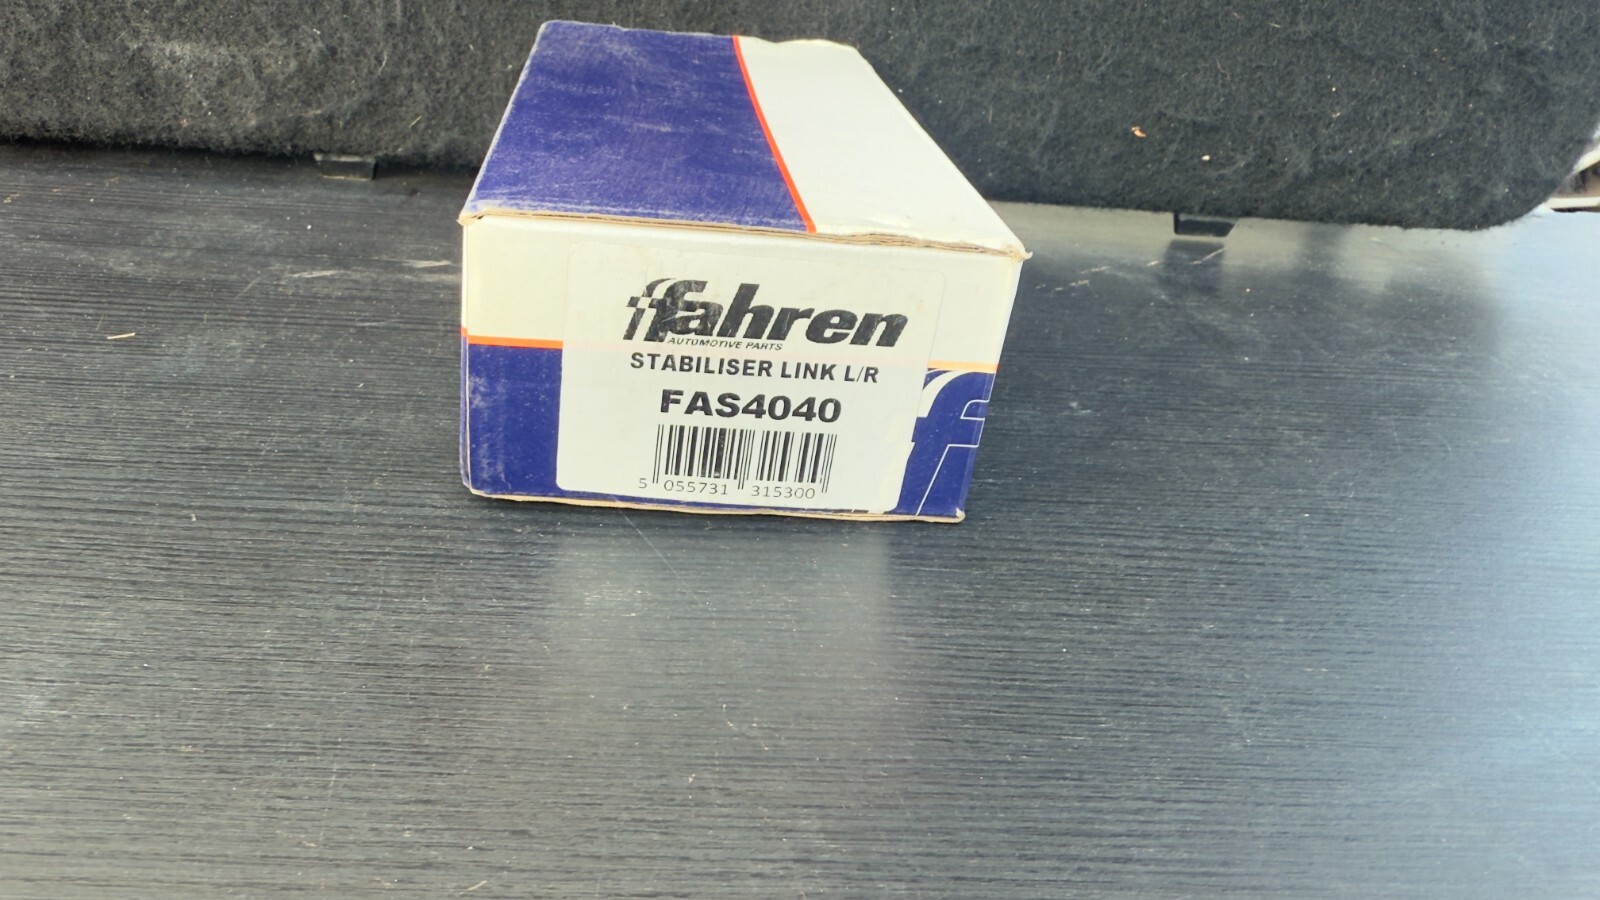 fahren
AUTOMOTIVE PARTS
STABILISER LINK L/R
FAS4040
5 055731 315300